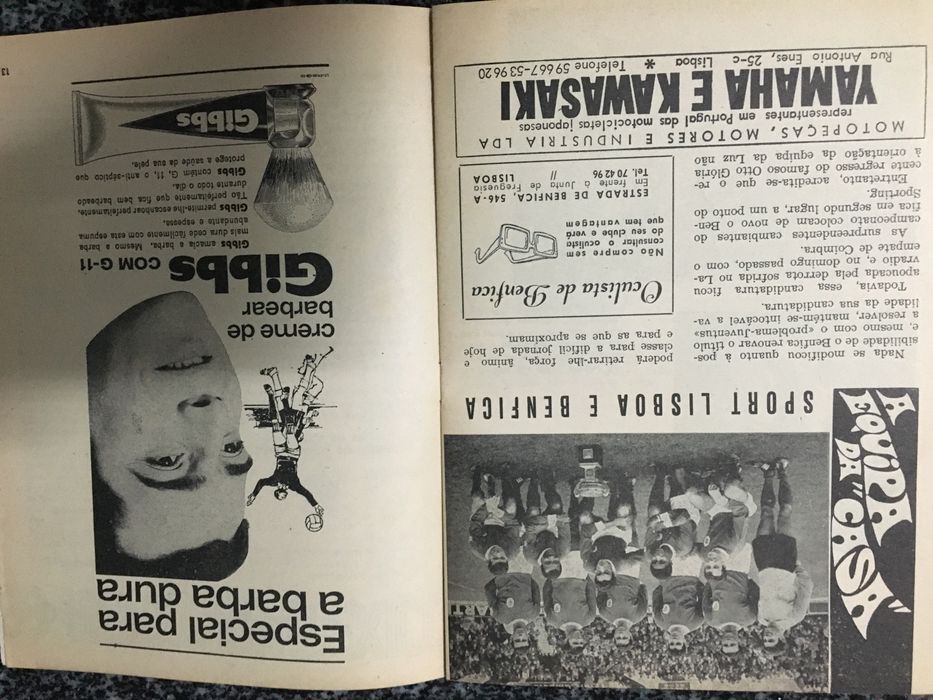 A EQUIPA
DA "CASA"
ART
SPORT LISBOA E BENFICA
Nada se modificou quanto à pos-
sibilidade de o Benfica renovar o título
e, mesmo com o «problema-Juventus»
a resolver, mantém-se intocável a va-
lidade da sua candidatura.
Todavia, essa candidatura ficou
apoucada pela derrota sofrida no La-
vradio e, no domingo passado, com o
empate de Coimbra.
As surpreendentes cambiantes do
campeonato colocam de novo o Ben-
fica em segundo lugar, a um ponto do
Sporting.
Entretanto, acredita-se que o re-
cente regresso do famoso Otto Glória
à orientação da equipa da Luz não
poderá retirar-lhe força, ânimo e
classe para a difícil jornada de hoje
e para as que se aproximam.
Oculista de Benfica
Não compre sem
consultar o oculista
do seu clube e verá
que tem vantagem
ESTRADA DE BENFICA, 546-A
Em frente à Junta de Freguesia
Tel. 70 42 96 // LISBOA
MOTOPEÇAS, MOTORES E INDUSTRIA LDA
representantes em Portugal das motocicletas japonesas
YAMAHA E KAWASAKI
Rua Antonio Enes, 25-c Lisboa * Telefone 59 667-53 96 20
Especial para
a barba dura
creme de
barbear
Gibbs COM G-11
Gibbs amacia a barba. Mesmo a barba
mais dura cede fàcilmente com esta espuma
abundante e espessa.
Gibbs permite-lhe escanhoar perfeitamente.
Tão perfeitamente que fica bem barbeado
durante todo o dia.
Gibbs contém G. 11, o anti-séptico que
protege a saúde da sua pele.
Gibbs
13